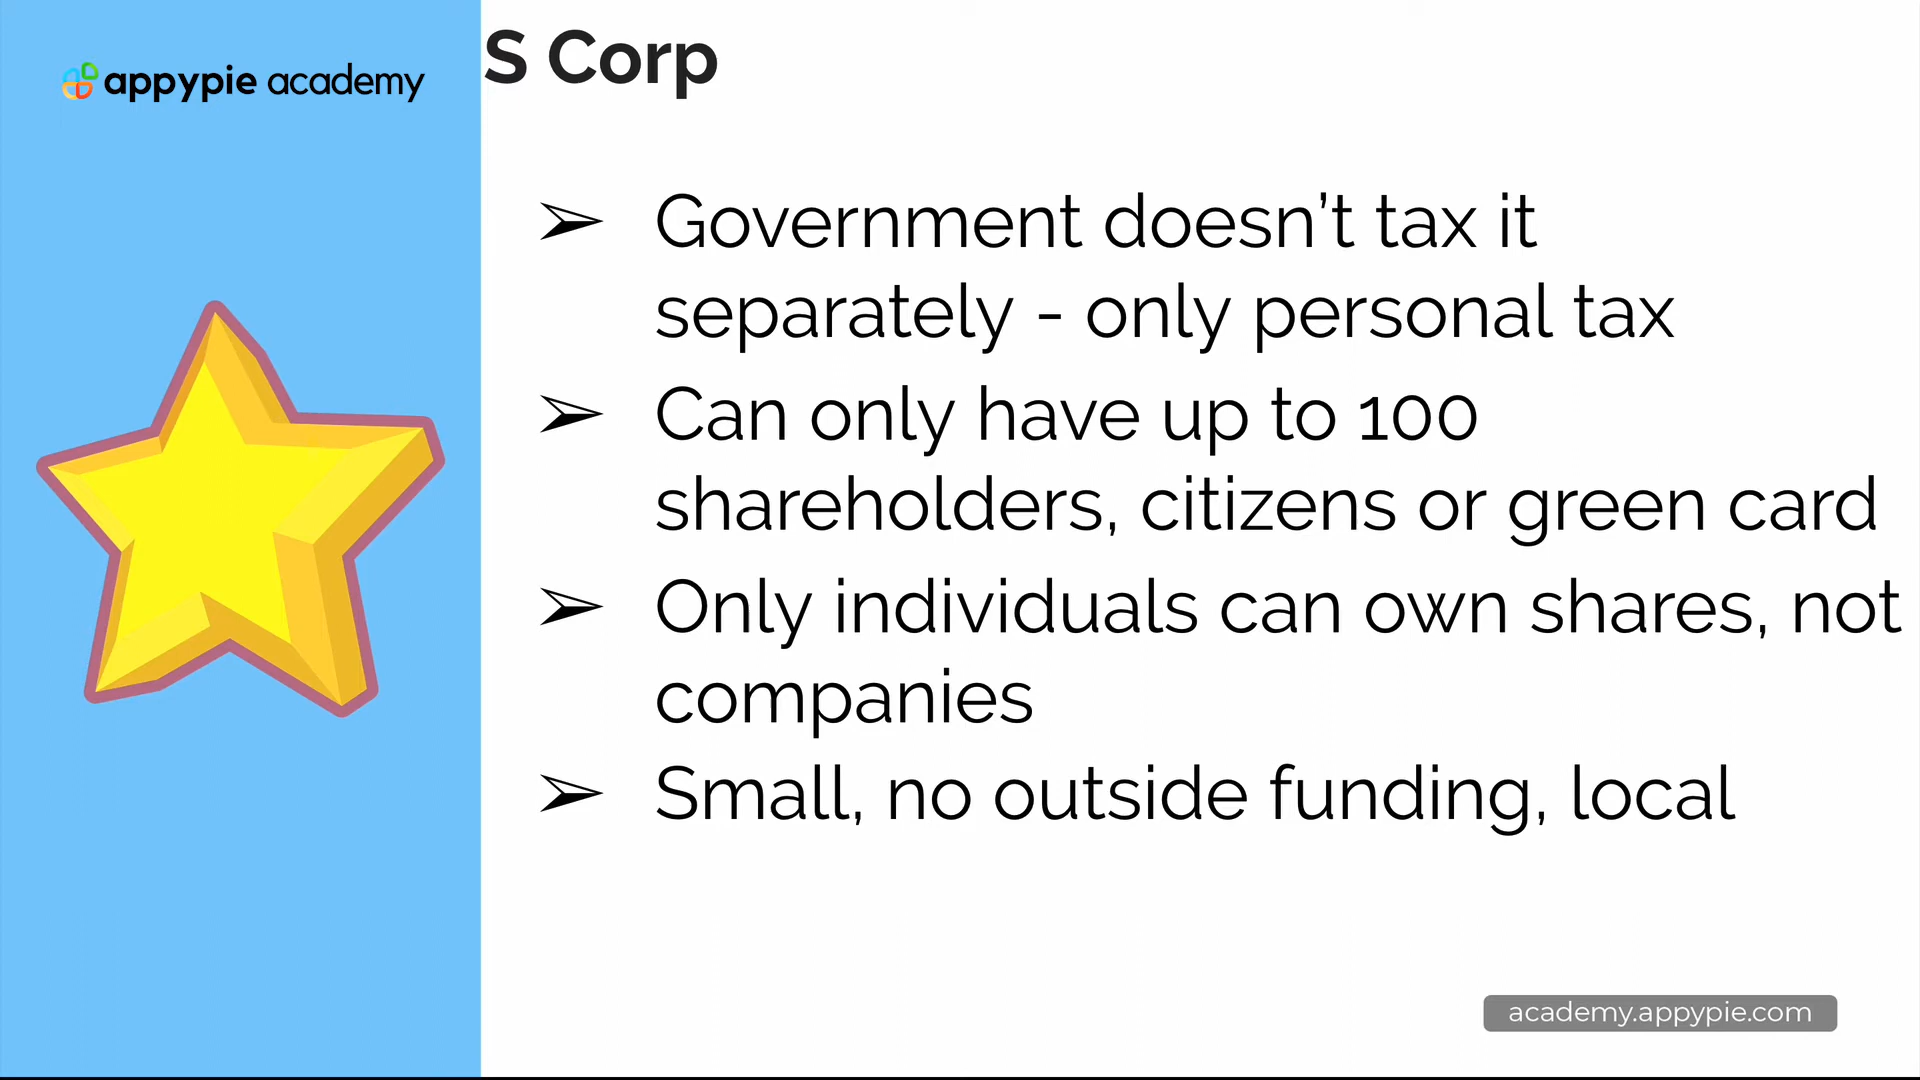 appypie academy
S Corp
➢ Government doesn’t tax it
separately - only personal tax
➢ Can only have up to 100
shareholders, citizens or green card
➢ Only individuals can own shares, not
companies
➢ Small, no outside funding, local
academy.appypie.com